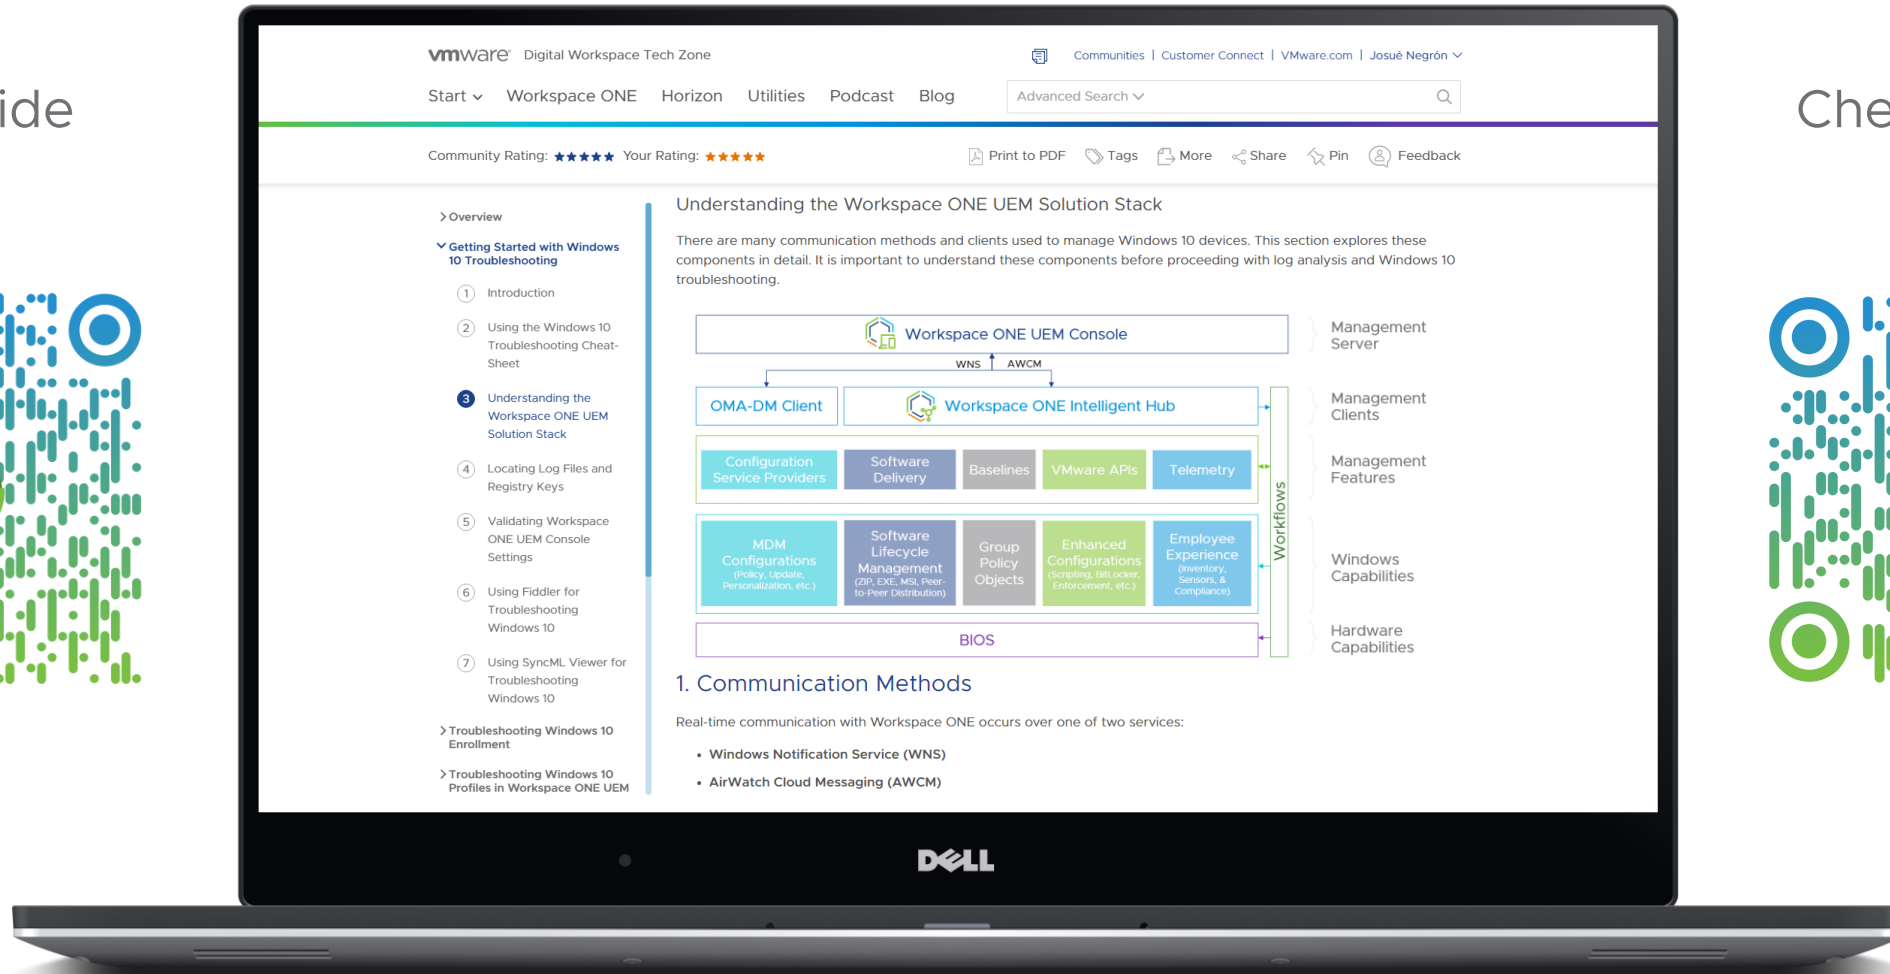 ide
Che
vmware® Digital Workspace Tech Zone
Communities | Customer Connect | VMware.com | Josué Negrón
Start Workspace ONE Horizon Utilities Podcast Blog
Advanced Search
Community Rating: Your Rating:
Print to PDF Tags More Share Pin Feedback
Overview
Getting Started with Windows
10 Troubleshooting
1 Introduction
2 Using the Windows 10
Troubleshooting Cheat-
Sheet
3 Understanding the
Workspace ONE UEM
Solution Stack
4 Locating Log Files and
Registry Keys
5 Validating Workspace
ONE UEM Console
Settings
6 Using Fiddler for
Troubleshooting
Windows 10
7 Using SyncML Viewer for
Troubleshooting
Windows 10
Troubleshooting Windows 10
Enrollment
Troubleshooting Windows 10
Profiles in Workspace ONE UEM
Understanding the Workspace ONE UEM Solution Stack
There are many communication methods and clients used to manage Windows 10 devices. This section explores these
components in detail. It is important to understand these components before proceeding with log analysis and Windows 10
troubleshooting.
Workspace ONE UEM Console
Management
Server
WNS AWCM
OMA-DM Client
Workspace ONE Intelligent Hub
Management
Clients
Configuration
Service Providers
Software
Delivery
Baselines
VMware APIs
Telemetry
Management
Features
Workflows
MDM
Configurations
(Policy, Update,
Personalization, etc.)
Software
Lifecycle
Management
(ZIP, EXE, MSI, Peer-
to-Peer Distribution)
Group
Policy
Objects
Enhanced
Configurations
(Scripting, BitLocker,
Enforcement, etc.)
Employee
Experience
(Inventory,
Sensors, &
Compliance)
Windows
Capabilities
BIOS
Hardware
Capabilities
1. Communication Methods
Real-time communication with Workspace ONE occurs over one of two services:
• Windows Notification Service (WNS)
• AirWatch Cloud Messaging (AWCM)
DELL